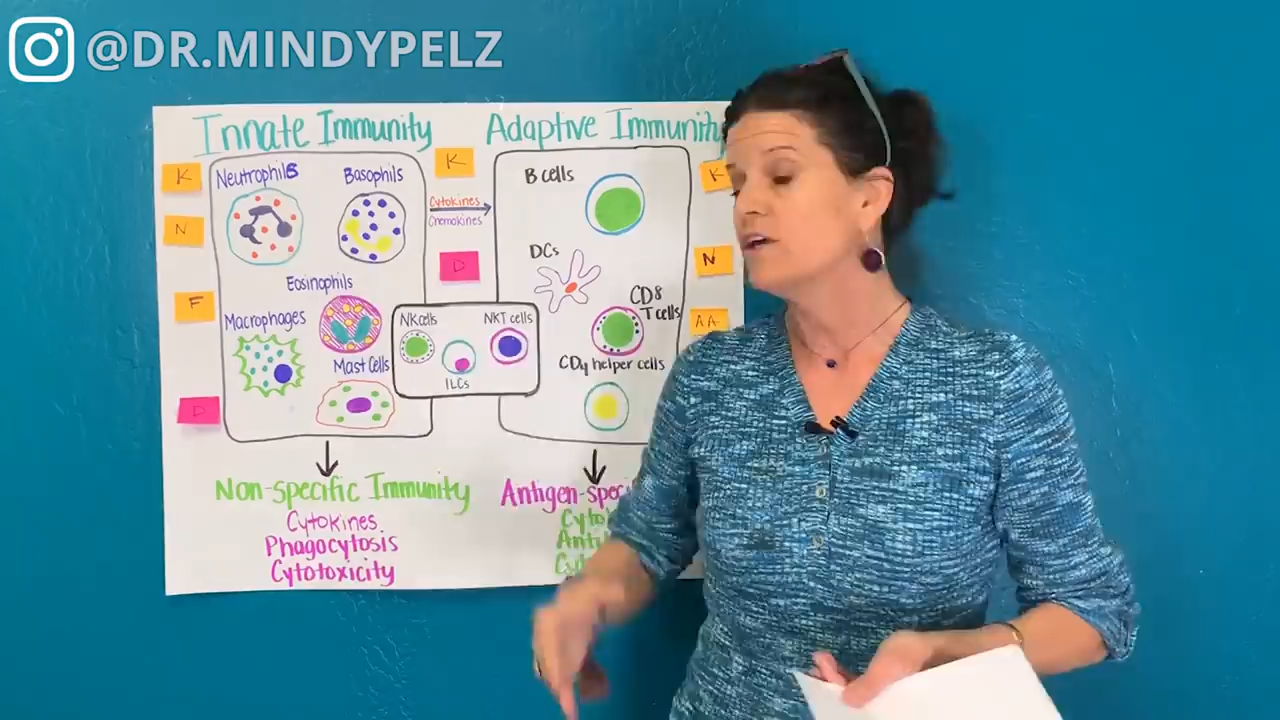 @DR.MINDYPELZ
Innate Immunity
Adaptive Immunity
K
K
K
Neutrophils
Basophils
B cells
N
Cytokines
Chemokines
D
DCs
N
Eosinophils
F
Macrophages
CD8
T cells
AA
NK cells
NKT cells
Mast Cells
ILCs
CD4 helper cells
D
Non-specific Immunity
Antigen-speci
Cytokines
Phagocytosis
Cytotoxicity